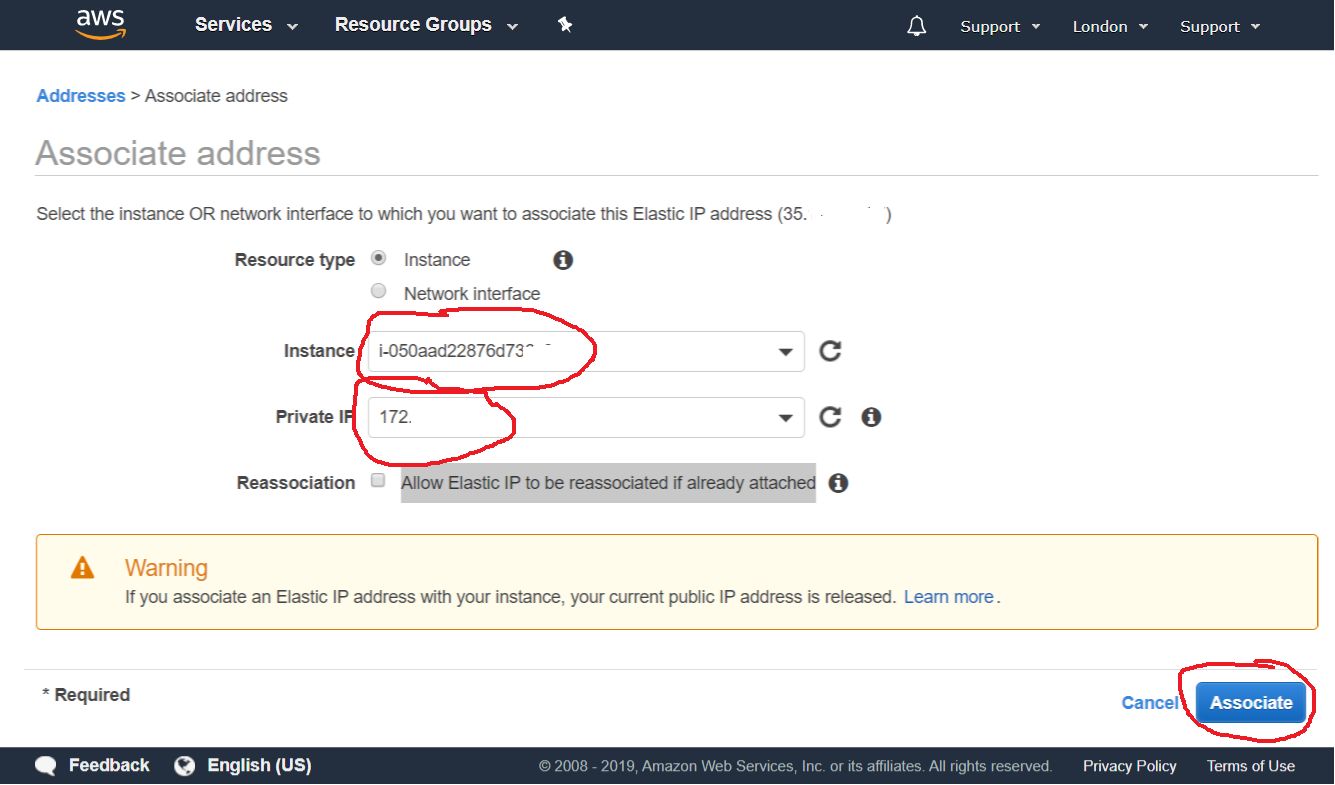 aws Services Resource Groups Support London Support
Addresses > Associate address
Associate address
Select the instance OR network interface to which you want to associate this Elastic IP address (35. )
Resource type Instance
Network interface
Instance i-050aad22876d73
Private IP 172.
Reassociation Allow Elastic IP to be reassociated if already attached
Warning
If you associate an Elastic IP address with your instance, your current public IP address is released. Learn more.
* Required
Cancel Associate
Feedback English (US) © 2008 - 2019, Amazon Web Services, Inc. or its affiliates. All rights reserved. Privacy Policy Terms of Use